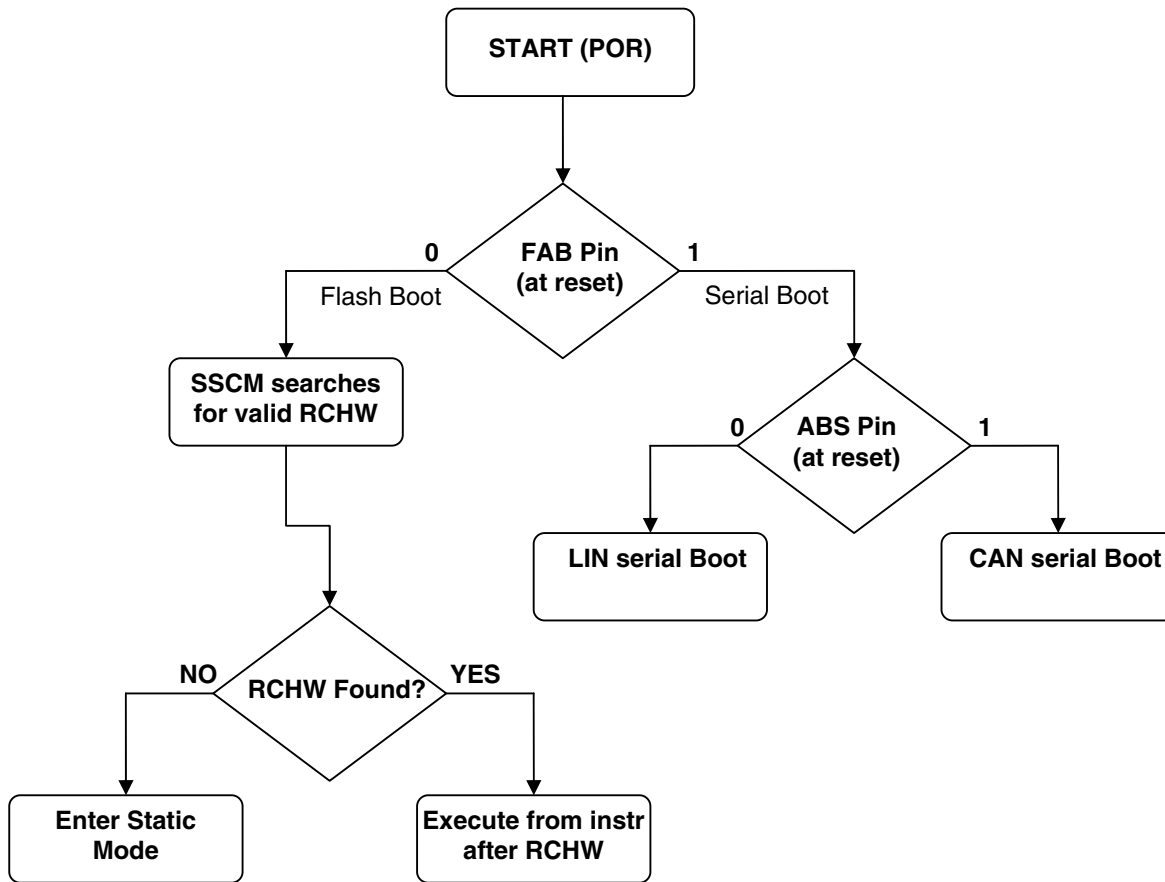 START (POR)
0
FAB Pin
(at reset)
1
Flash Boot
Serial Boot
SSCM searches
for valid RCHW
0
ABS Pin
(at reset)
1
LIN serial Boot
CAN serial Boot
NO
RCHW Found?
YES
Enter Static
Mode
Execute from instr
after RCHW